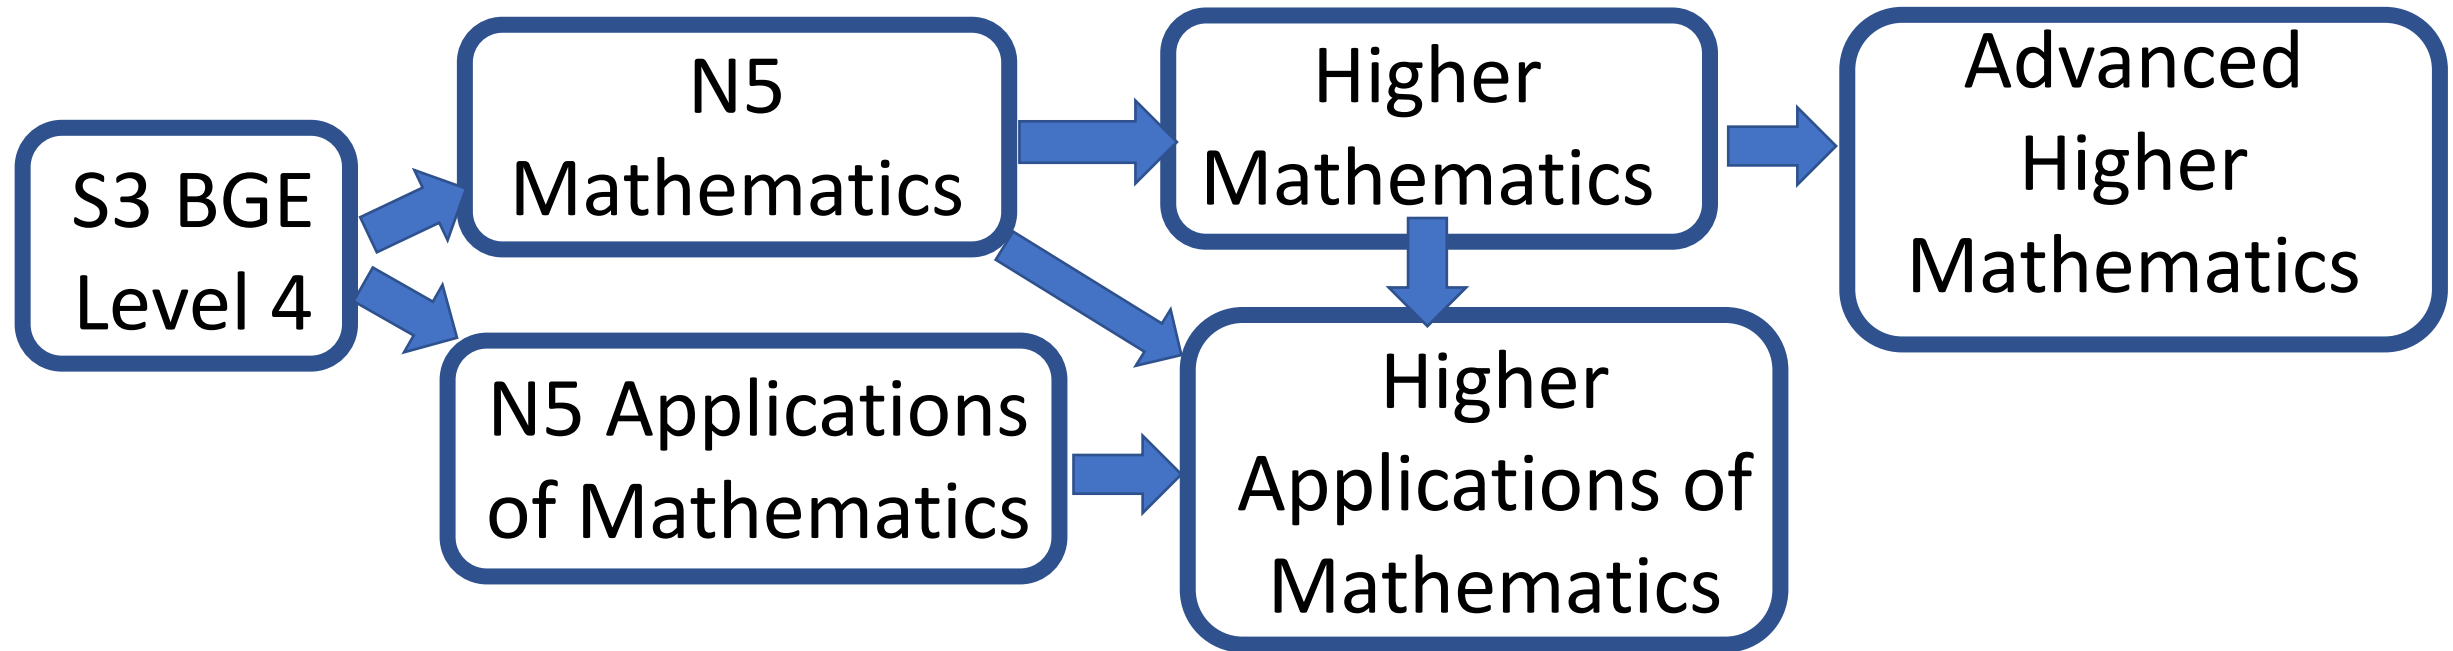 S3 BGE
Level 4
N5
Mathematics
N5 Applications
of Mathematics
Higher
Mathematics
Higher
Applications of
Mathematics
Advanced
Higher
Mathematics